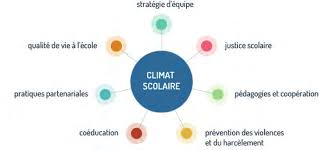 stratégie d'équipe
qualité de vie à l'école
justice scolaire
CLIMAT
SCOLAIRE
pratiques partenariales
pédagogies et coopération
coéducation
prévention des violences
et du harcèlement